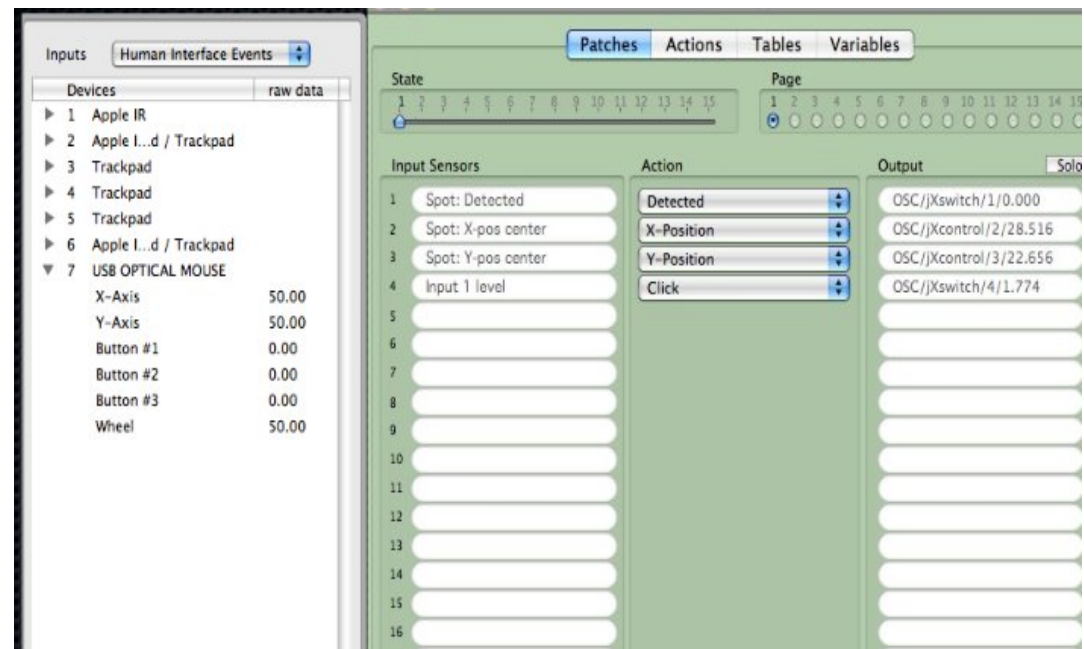 Inputs Human Interface Events
Devices raw data
1 Apple IR
2 Apple I...d / Trackpad
3 Trackpad
4 Trackpad
5 Trackpad
6 Apple I...d / Trackpad
7 USB OPTICAL MOUSE
X-Axis 50.00
Y-Axis 50.00
Button #1 0.00
Button #2 0.00
Button #3 0.00
Wheel 50.00
Patches Actions Tables Variables
State
1 2 3 4 5 6 7 8 9 10 11 12 13 14 15
Page
1 2 3 4 5 6 7 8 9 10 11 12 13 14 15
Input Sensors Action Output Solo
1 Spot: Detected Detected OSC/jXswitch/1/0.000
2 Spot: X-pos center X-Position OSC/jXcontrol/2/28.516
3 Spot: Y-pos center Y-Position OSC/jXcontrol/3/22.656
4 Input 1 level Click OSC/jXswitch/4/1.774
5
6
7
8
9
10
11
12
13
14
15
16